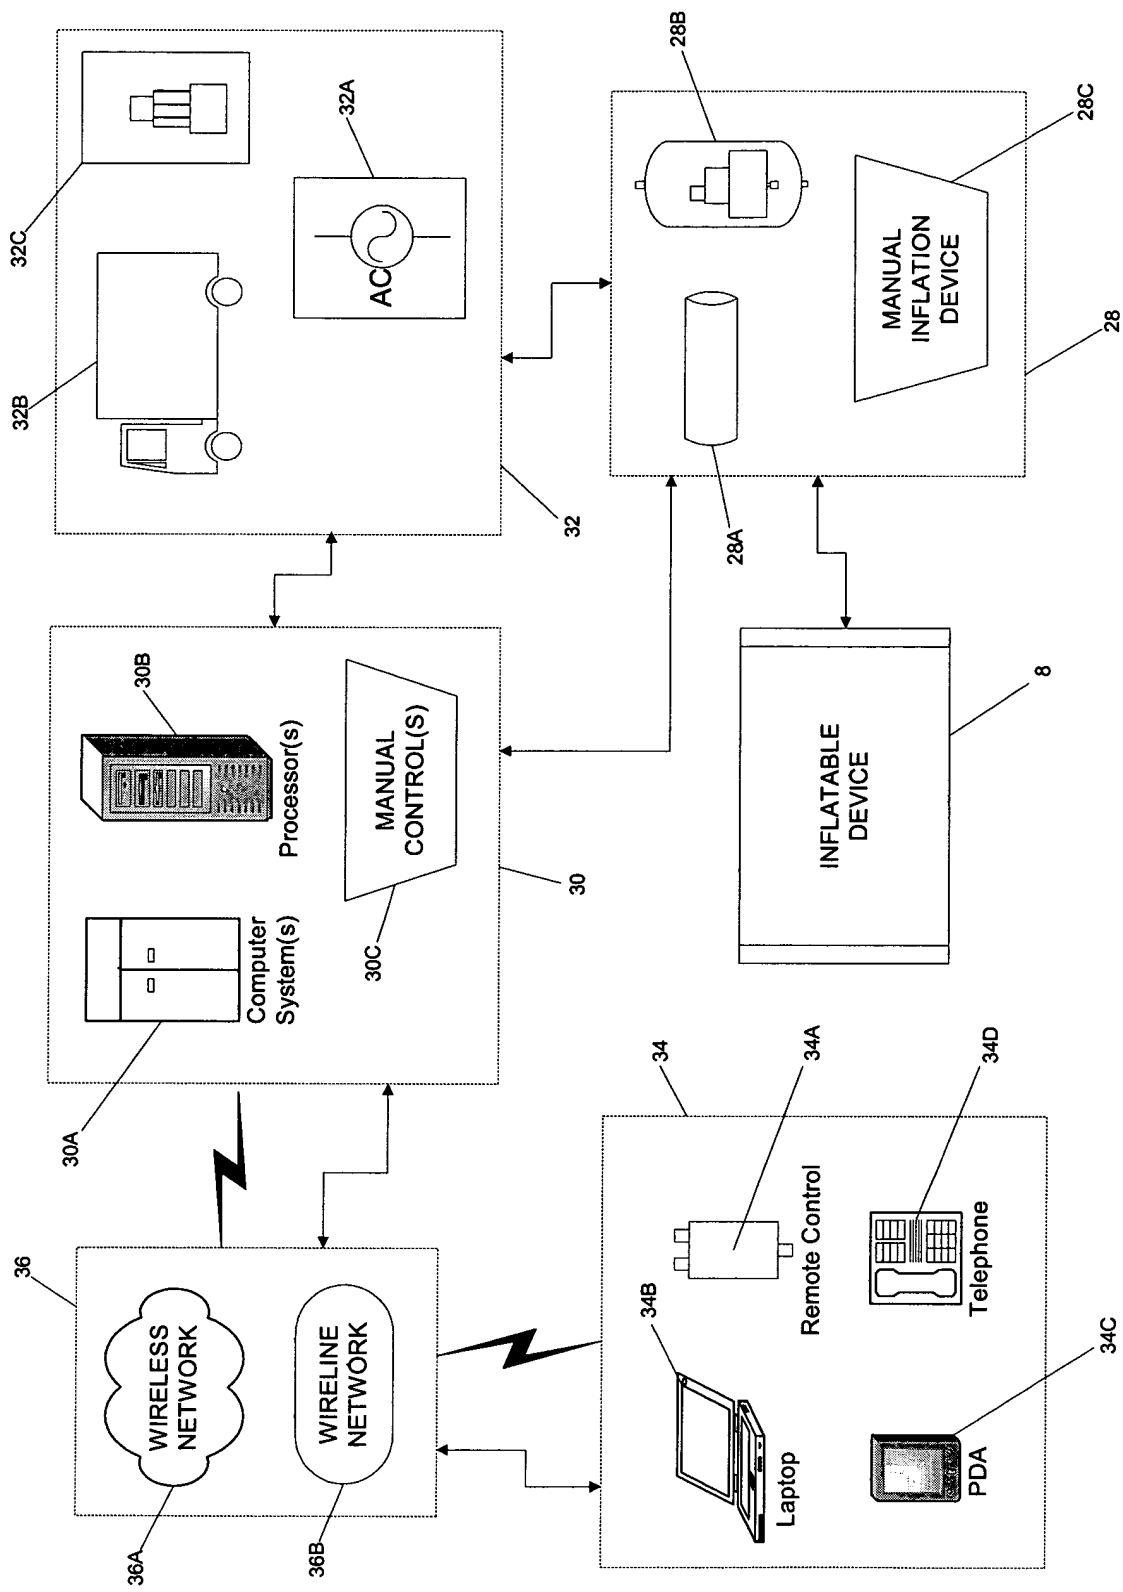 36A
36
WIRELESS
NETWORK
36B
WIRELINE
NETWORK
30A
Computer
System(s)
30B
Processor(s)
30C
MANUAL
CONTROL(S)
30
32B
32C
32A
AC
32
34
34B
Laptop
34A
Remote Control
34C
PDA
34D
Telephone
INFLATABLE
DEVICE
8
28A
28B
MANUAL
INFLATION
DEVICE
28C
28